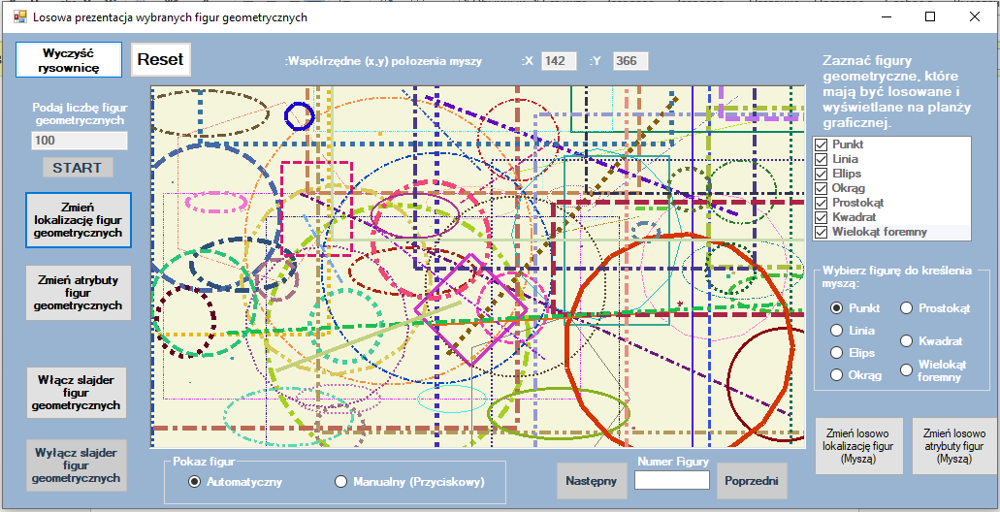 Losowa prezentacja wybranych figur geometrycznych
Wyczyść
rysownicę
Reset
:Współrzędne (x,y) położenia myszy
:X
142
:Y
366
Podaj liczbę figur
geometrycznych
100
START
Zmień
lokalizację figur
geometrycznych
Zmień atrybuty
figur
geometrycznych
Włącz slajder
figur
geometrycznych
Wyłącz slajder
figur
geometrycznych
Zaznać figury
geometryczne, które
mają być losowane i
wyświetlane na planży
graficznej.
Punkt
Linia
Ellips
Okrąg
Prostokąt
Kwadrat
Wielokąt foremny
Wybierz figurę do kreślenia
myszą:
Punkt
Linia
Elips
Okrąg
Prostokąt
Kwadrat
Wielokąt
foremny
Zmień losowo
lokalizację figur
(Myszą)
Zmień losowo
atrybuty figur
(Myszą)
Pokaz figur
Automatyczny
Manualny (Przyciskowy)
Następny
Numer Figury
Poprzedni